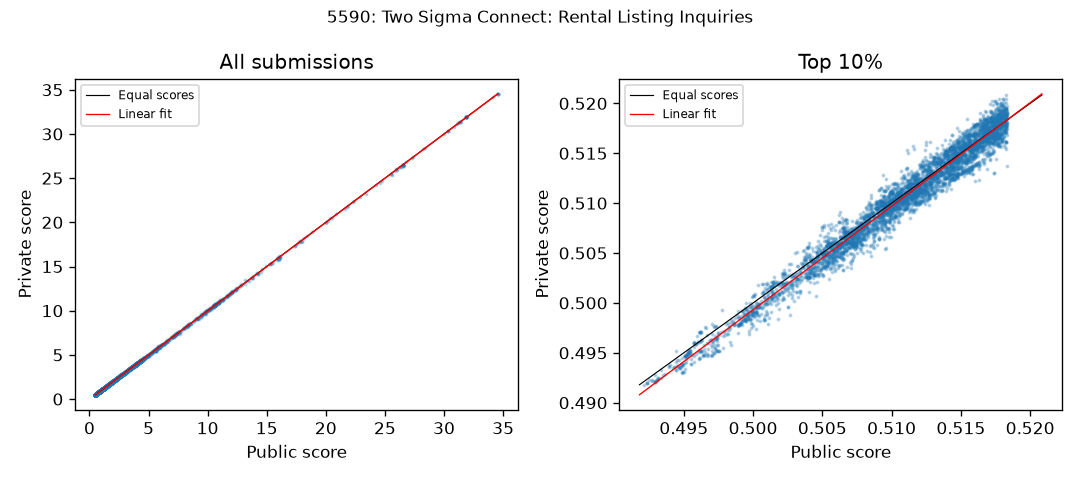 5590: Two Sigma Connect: Rental Listing Inquiries
All submissions
Equal scores
Linear fit
Private score
35
30
25
20
15
10
5
0
0 5 10 15 20 25 30 35
Public score
Top 10%
Equal scores
Linear fit
Private score
0.520
0.515
0.510
0.505
0.500
0.495
0.490
0.495 0.500 0.505 0.510 0.515 0.520
Public score